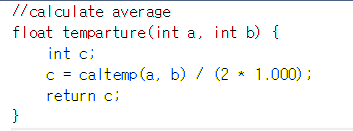 //calculate average
float temparture(int a, int b) {
    int c;
    c = caltemp(a, b) / (2 * 1.000);
    return c;
}